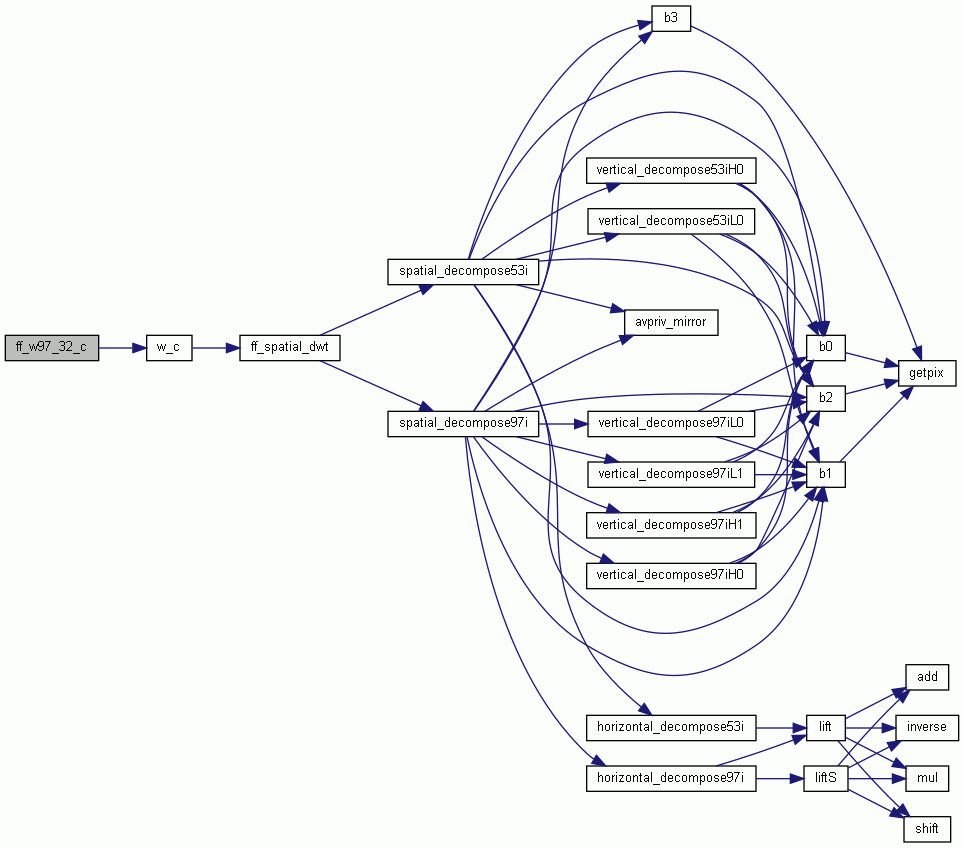 b3
vertical_decompose53iH0
vertical_decompose53iL0
spatial_decompose53i
avpriv_mirror
ff_w97_32_c
w_c
ff_spatial_dwt
b0
getpix
b2
spatial_decompose97i
vertical_decompose97iL0
vertical_decompose97iL1
b1
vertical_decompose97iH1
vertical_decompose97iH0
add
horizontal_decompose53i
lift
inverse
horizontal_decompose97i
liftS
mul
shift